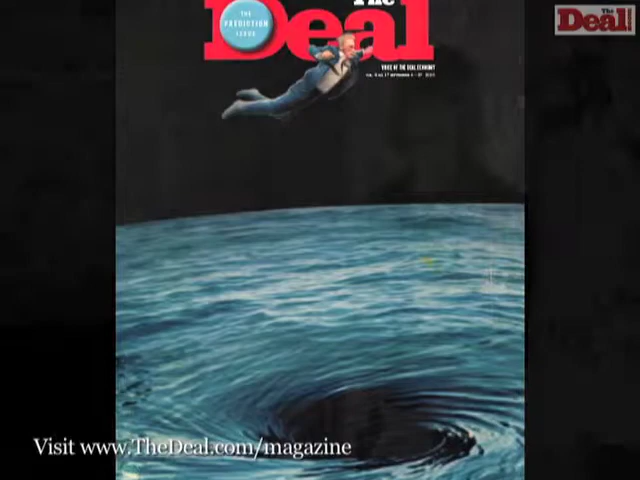 The
Deal
THE
PREDICTION
ISSUE
VOICE OF THE DEAL ECONOMY
The
Deal
Visit www.TheDeal.com/magazine